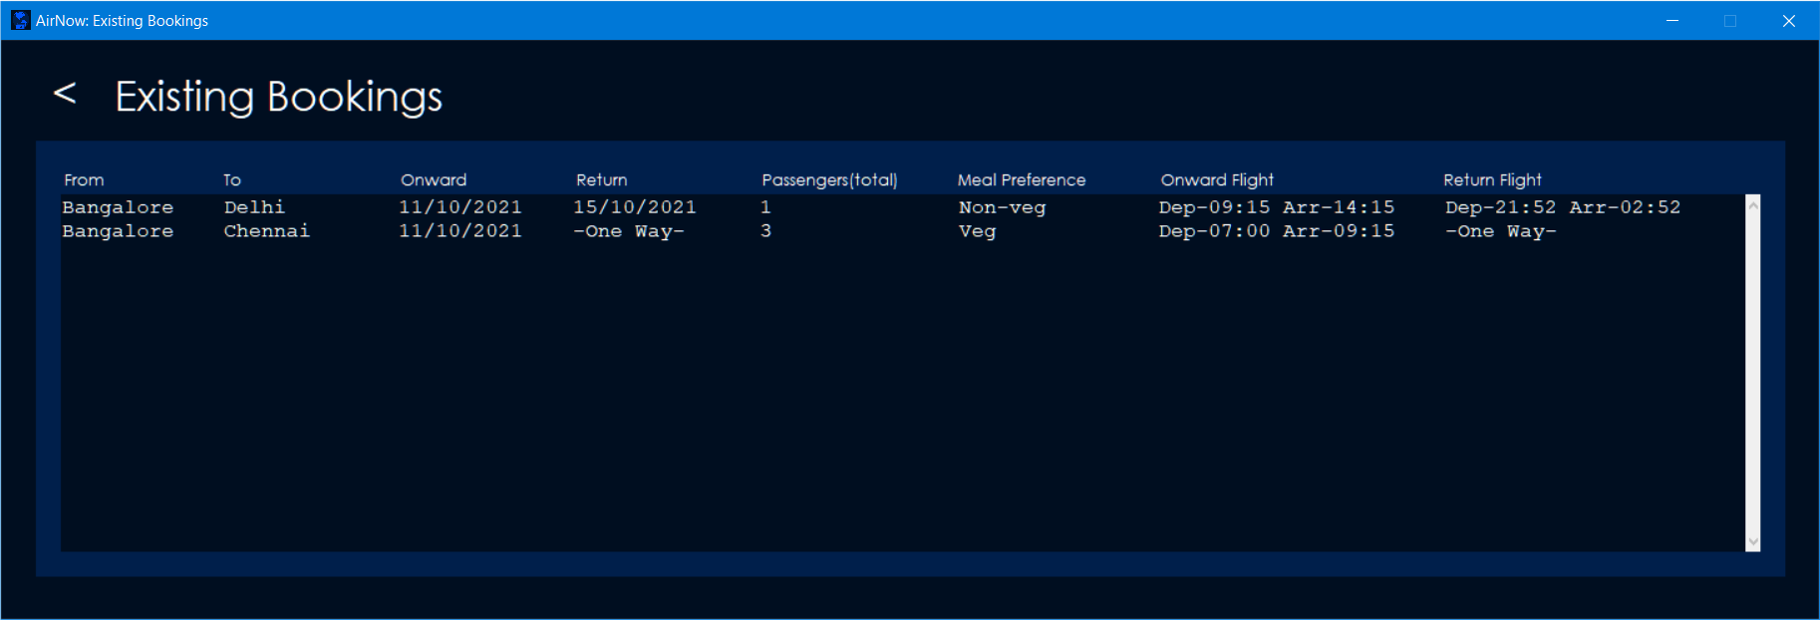 AirNow: Existing Bookings
< Existing Bookings
From To Onward Return Passengers(total) Meal Preference Onward Flight Return Flight
Bangalore Delhi 11/10/2021 15/10/2021 1 Non-veg Dep-09:15 Arr-14:15 Dep-21:52 Arr-02:52
Bangalore Chennai 11/10/2021 -One Way- 3 Veg Dep-07:00 Arr-09:15 -One Way-